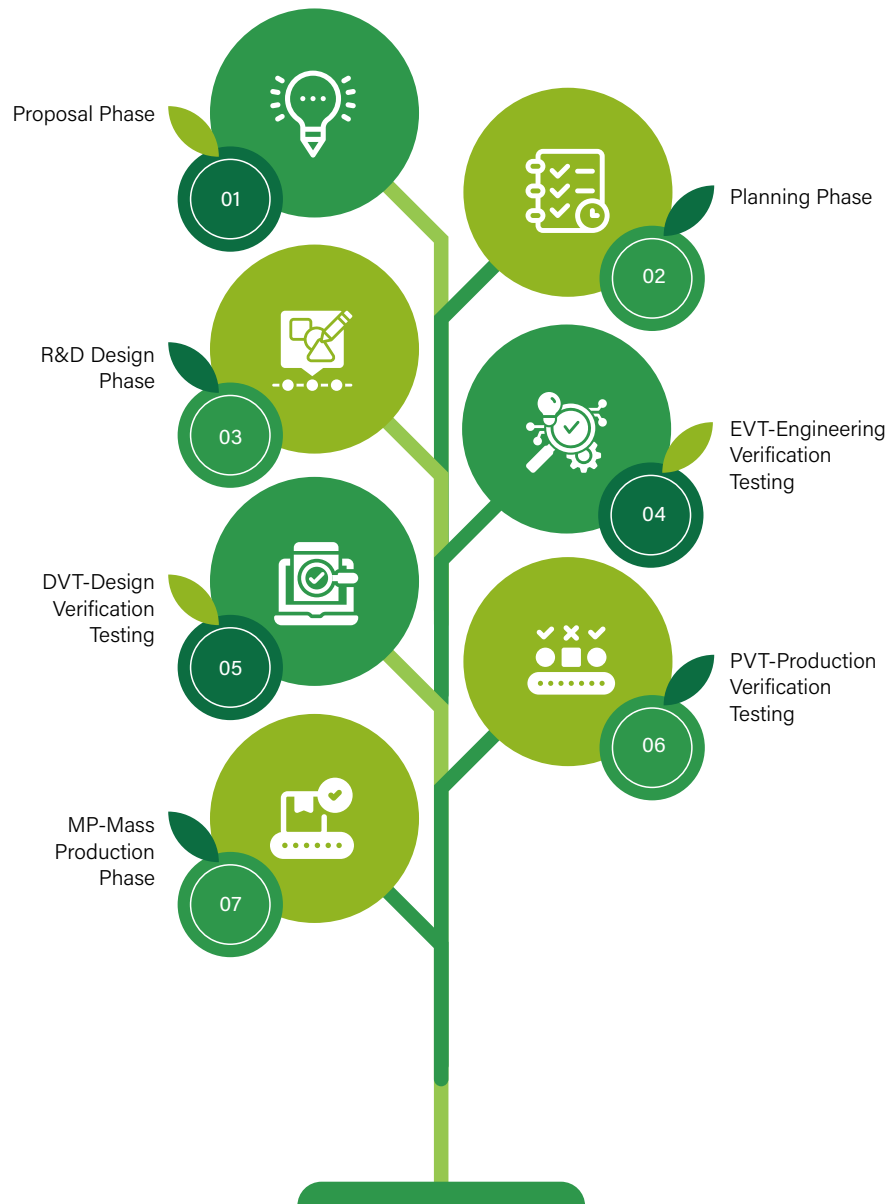 Proposal Phase
01
Planning Phase
02
R&D Design
Phase
03
EVT-Engineering
Verification
Testing
04
DVT-Design
Verification
Testing
05
PVT-Production
Verification
Testing
06
MP-Mass
Production
Phase
07